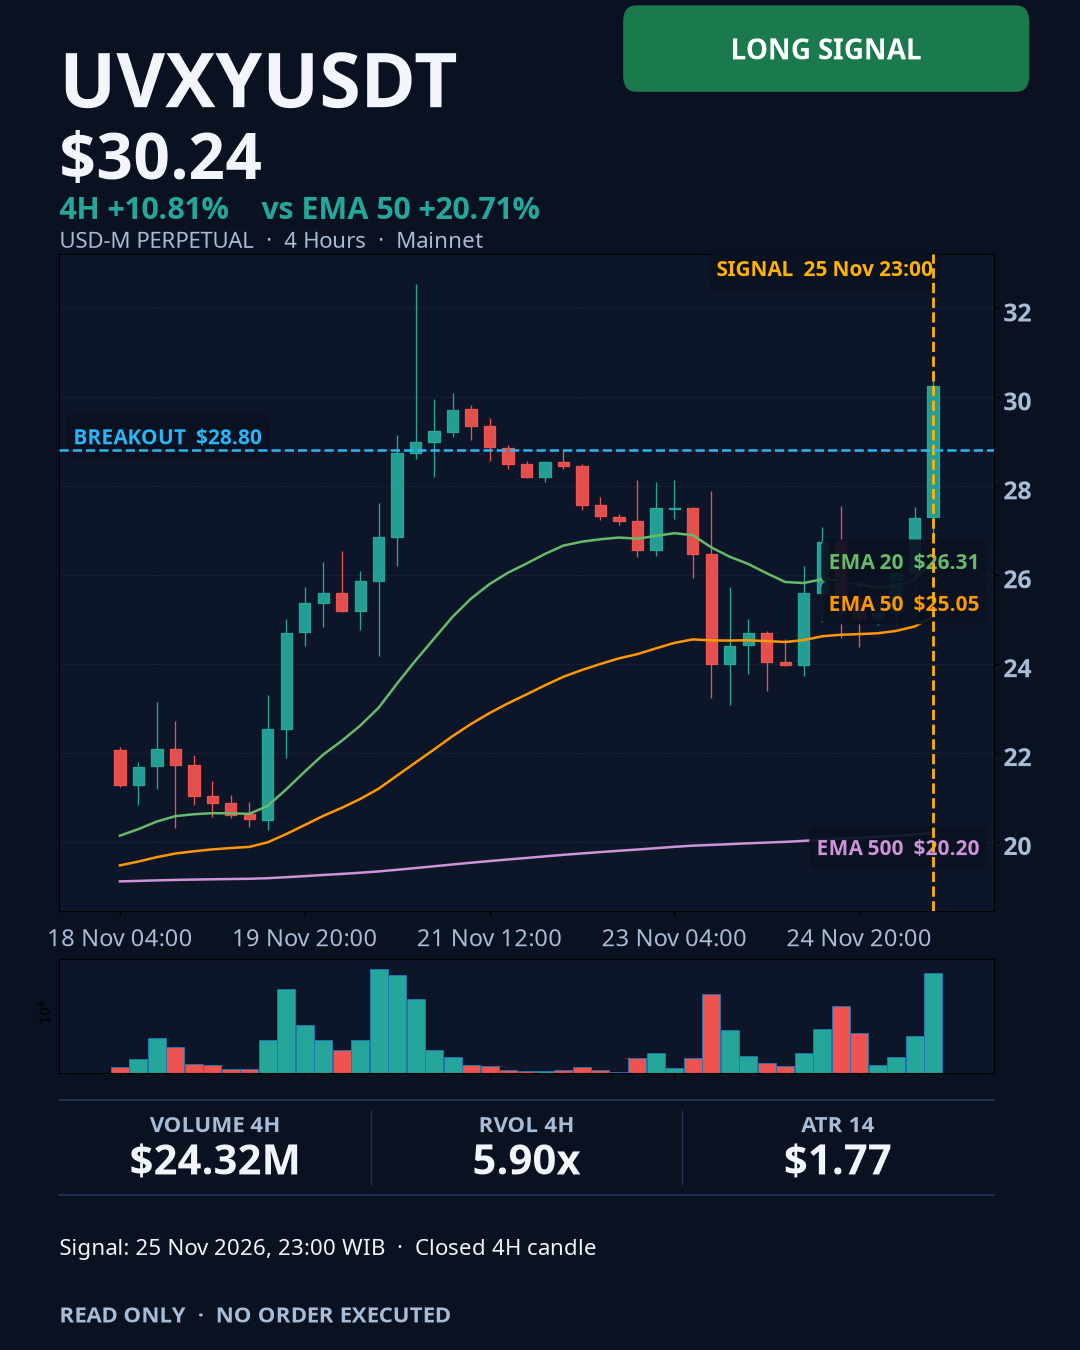 LONG SIGNAL
UVXYUSDT
$30.24
4H +10.81% vs EMA 50 +20.71%
USD-M PERPETUAL · 4 Hours · Mainnet
SIGNAL 25 Nov 23:00
32
30
BREAKOUT $28.80
28
EMA 20 $26.31
26
EMA 50 $25.05
24
22
EMA 500 $20.20
20
18 Nov 04:00 19 Nov 20:00 21 Nov 12:00 23 Nov 04:00 24 Nov 20:00
10⁶
VOLUME 4H RVOL 4H ATR 14
$24.32M 5.90x $1.77
Signal: 25 Nov 2026, 23:00 WIB · Closed 4H candle
READ ONLY · NO ORDER EXECUTED